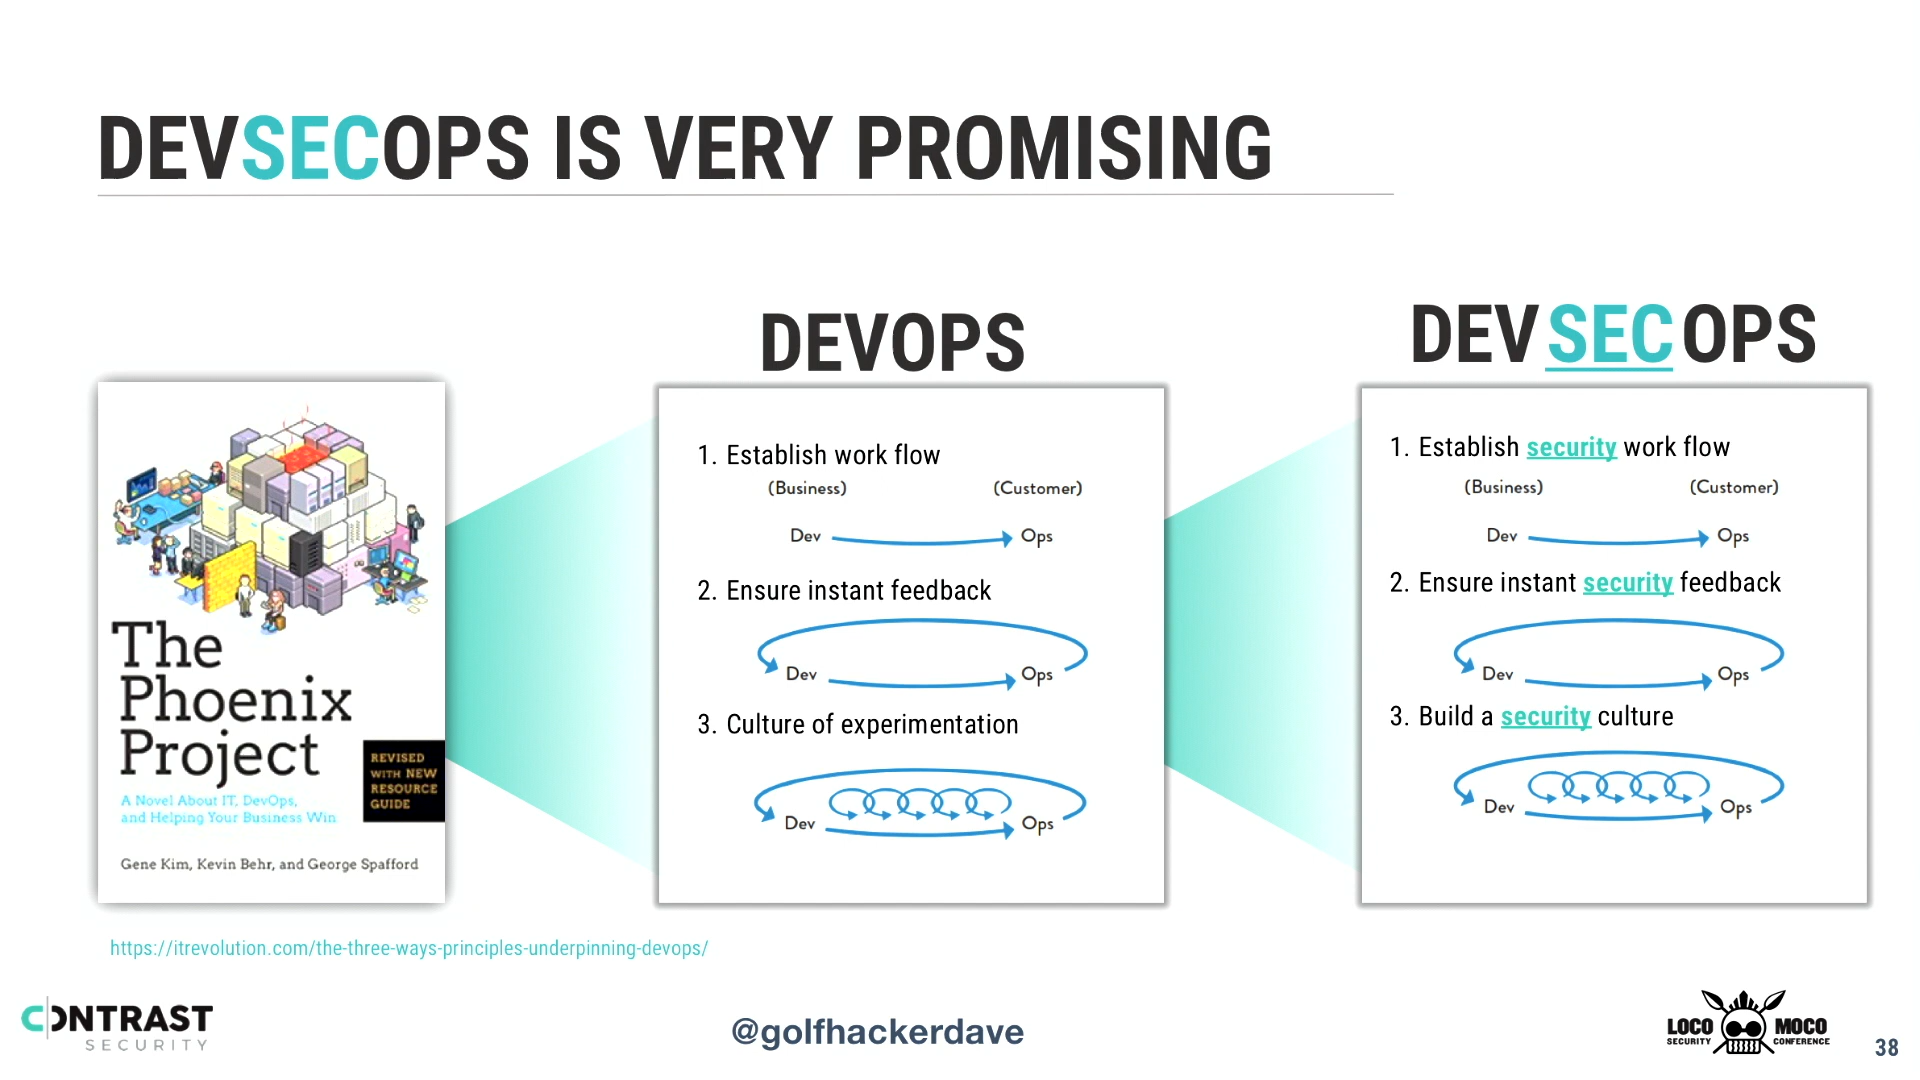 DEVSECOPS IS VERY PROMISING
The
Phoenix
Project
REVISED
WITH NEW
RESOURCE
GUIDE
A Novel About IT, DevOps,
and Helping Your Business Win
Gene Kim, Kevin Behr, and George Spafford
DEVOPS
1. Establish work flow
(Business) (Customer)
Dev Ops
2. Ensure instant feedback
Dev Ops
3. Culture of experimentation
Dev Ops
DEVSECOPS
1. Establish security work flow
(Business) (Customer)
Dev Ops
2. Ensure instant security feedback
Dev Ops
3. Build a security culture
Dev Ops
https://itrevolution.com/the-three-ways-principles-underpinning-devops/
CONTRAST
SECURITY
@golfhackerdave
LOCO MOCO
SECURITY CONFERENCE
38